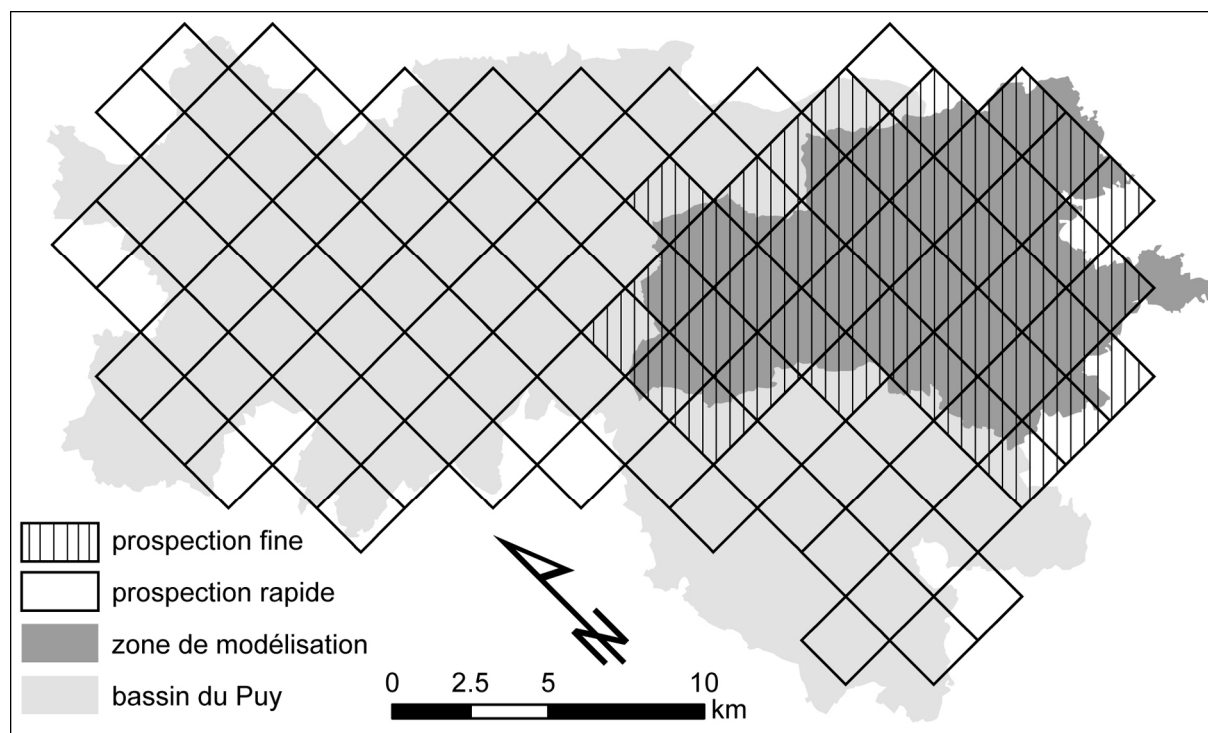 prospection fine
prospection rapide
zone de modélisation
bassin du Puy
N
0 2.5 5 10
km